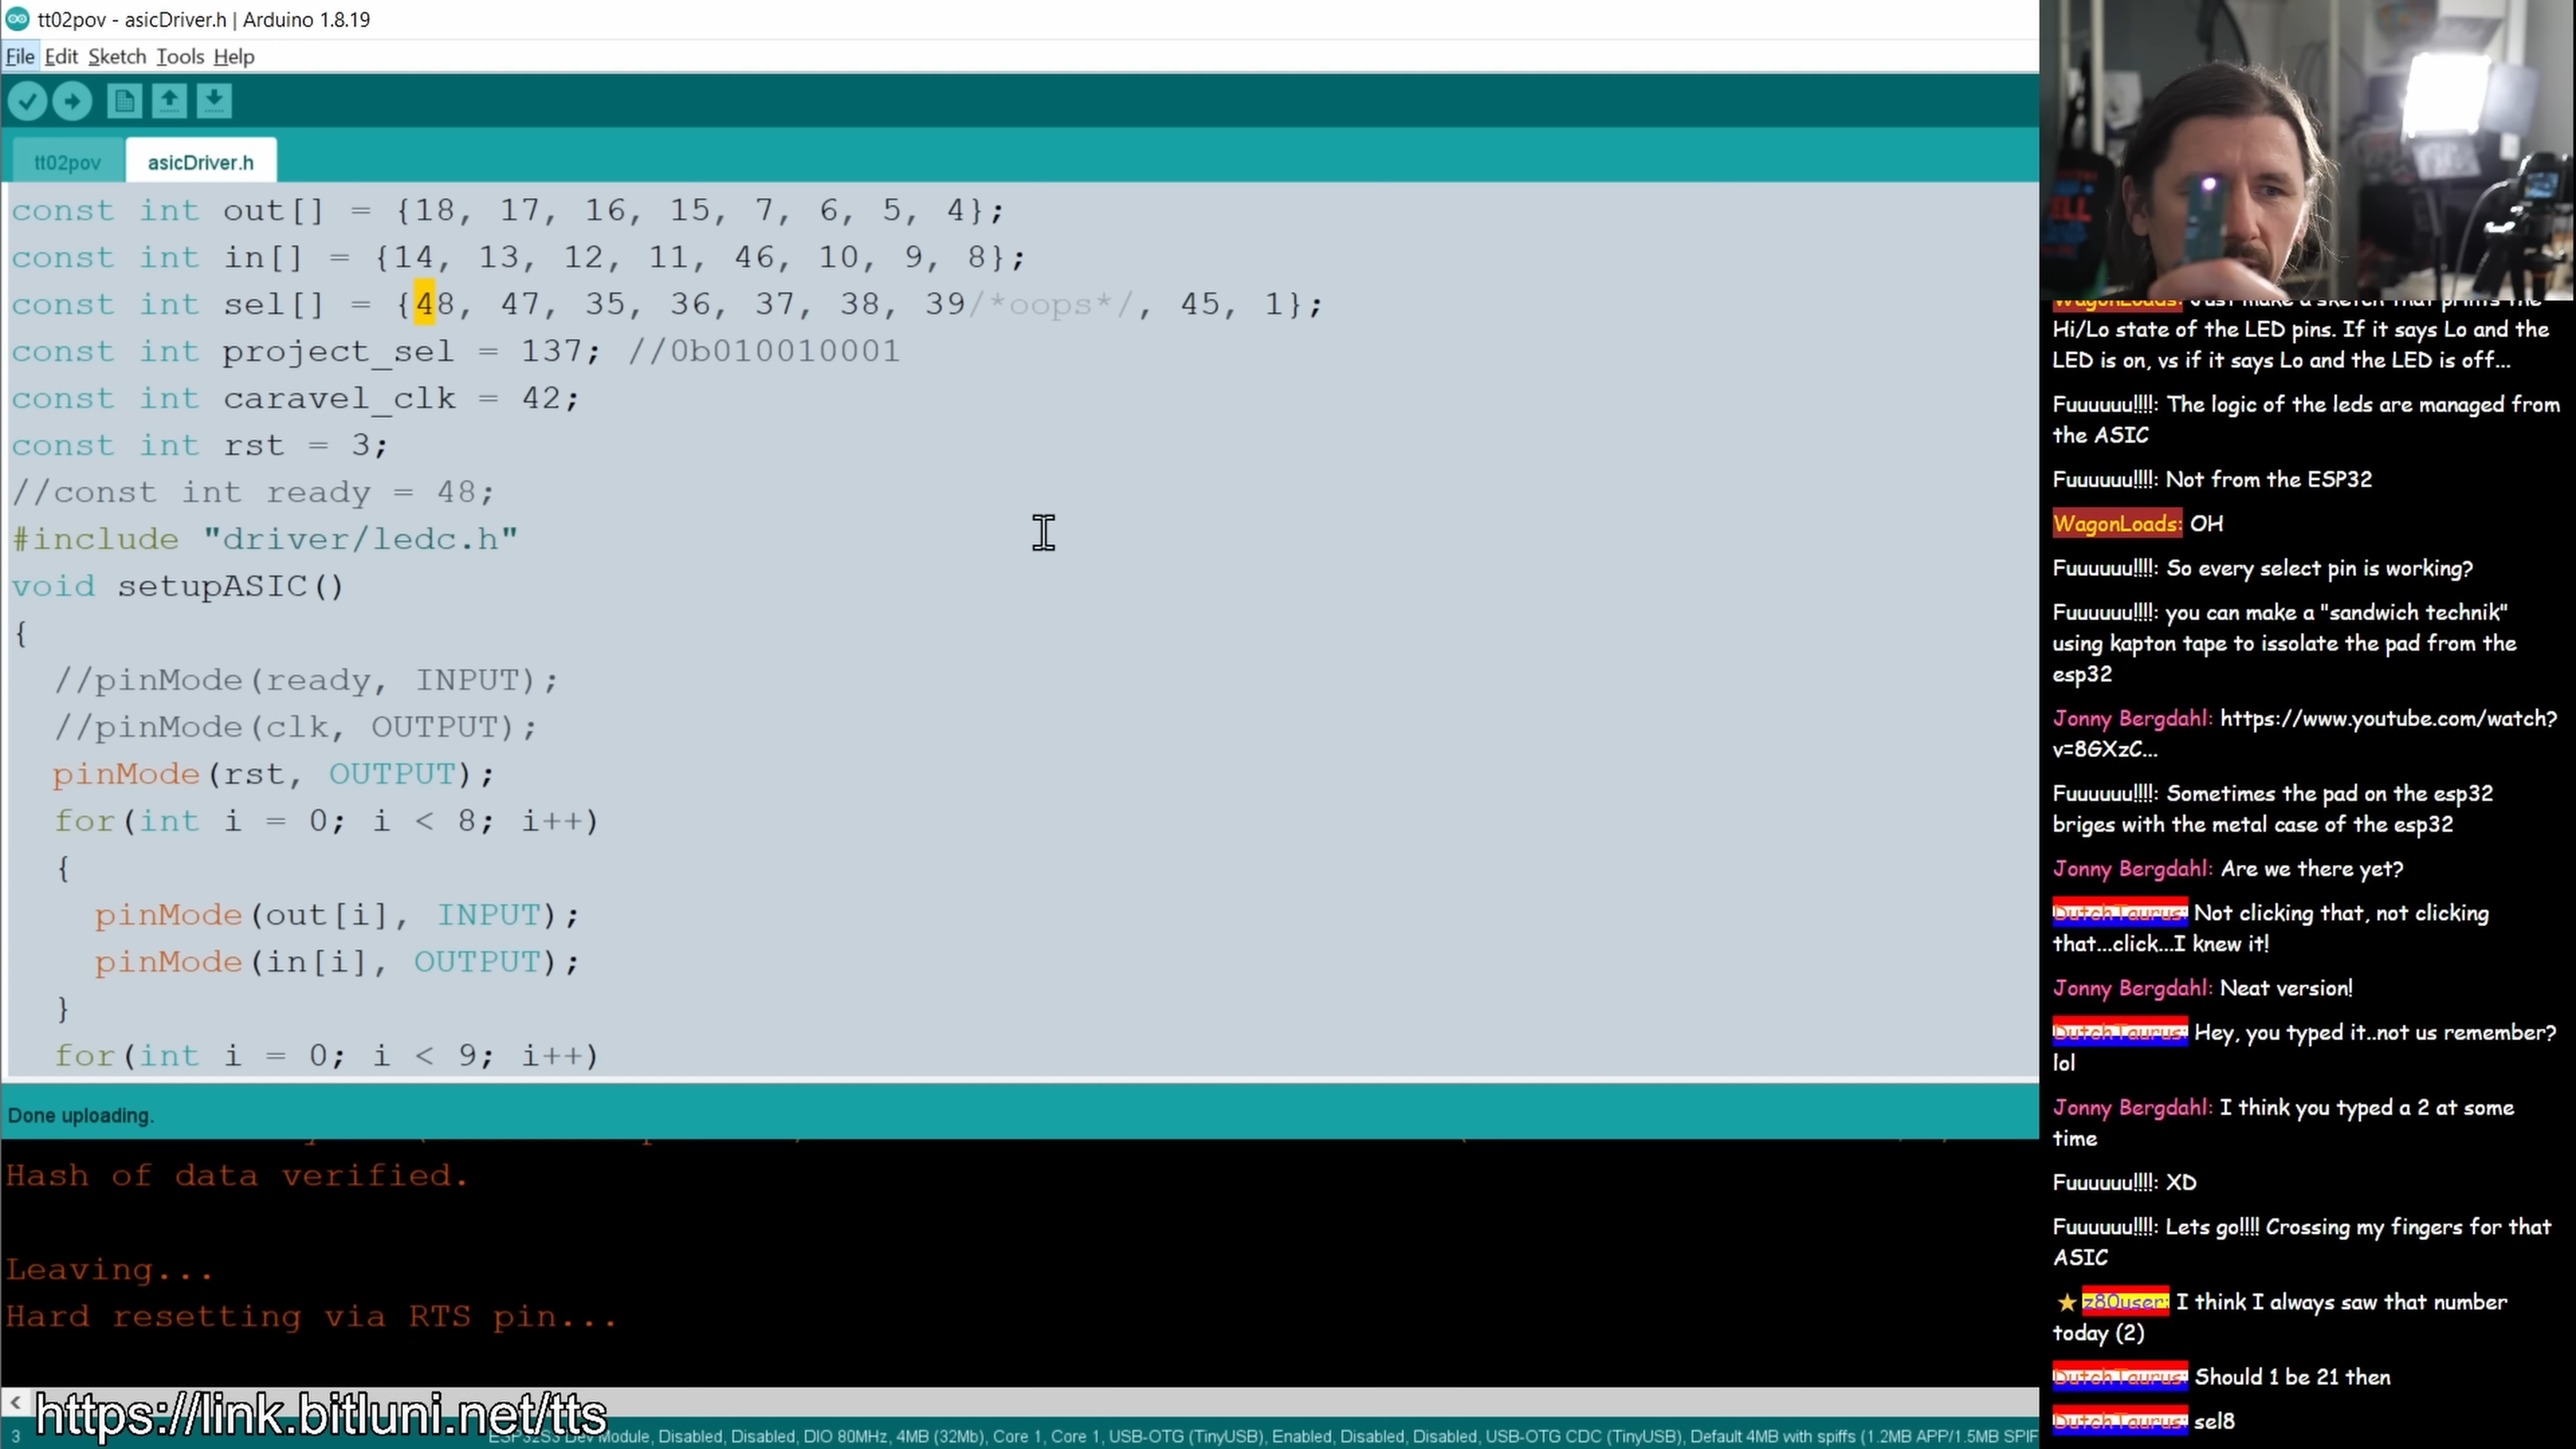 tt02pov - asicDriver.h | Arduino 1.8.19
File Edit Sketch Tools Help
tt02pov asicDriver.h
const int out[] = {18, 17, 16, 15, 7, 6, 5, 4};
const int in[] = {14, 13, 12, 11, 46, 10, 9, 8};
const int sel[] = {48, 47, 35, 36, 37, 38, 39/*oops*/, 45, 1};
const int project_sel = 137; //0b010010001
const int caravel_clk = 42;
const int rst = 3;
//const int ready = 48;
#include "driver/ledc.h"
void setupASIC()
{
//pinMode(ready, INPUT);
//pinMode(clk, OUTPUT);
pinMode(rst, OUTPUT);
for(int i = 0; i < 8; i++)
{
pinMode(out[i], INPUT);
pinMode(in[i], OUTPUT);
}
for(int i = 0; i < 9; i++)
Done uploading.
Hash of data verified.
Leaving...
Hard resetting via RTS pin...
https://link.bitluni.net/tts
3 ESP32S3 Dev Module, Disabled, Disabled, DIO 80MHz, 4MB (32Mb), Core 1, Core 1, USB-OTG (TinyUSB), Enabled, Disabled, Disabled, USB-OTG CDC (TinyUSB), Default 4MB with spiffs (1.2MB APP/1.5MB SPIF
WagonLoads: Just make a sketch that prints the
Hi/Lo state of the LED pins. If it says Lo and the
LED is on, vs if it says Lo and the LED is off...
Fuuuuuu!!!!: The logic of the leds are managed from
the ASIC
Fuuuuuu!!!!: Not from the ESP32
WagonLoads: OH
Fuuuuuu!!!!: So every select pin is working?
Fuuuuuu!!!!: you can make a "sandwich technik"
using kapton tape to issolate the pad from the
esp32
Jonny Bergdahl: https://www.youtube.com/watch?
v=8GXzC...
Fuuuuuu!!!!: Sometimes the pad on the esp32
briges with the metal case of the esp32
Jonny Bergdahl: Are we there yet?
DutchTaurus: Not clicking that, not clicking
that...click...I knew it!
Jonny Bergdahl: Neat version!
DutchTaurus: Hey, you typed it..not us remember?
lol
Jonny Bergdahl: I think you typed a 2 at some
time
Fuuuuuu!!!!: XD
Fuuuuuu!!!!: Lets go!!!! Crossing my fingers for that
ASIC
z80user: I think I always saw that number
today (2)
DutchTaurus: Should 1 be 21 then
DutchTaurus: sel8